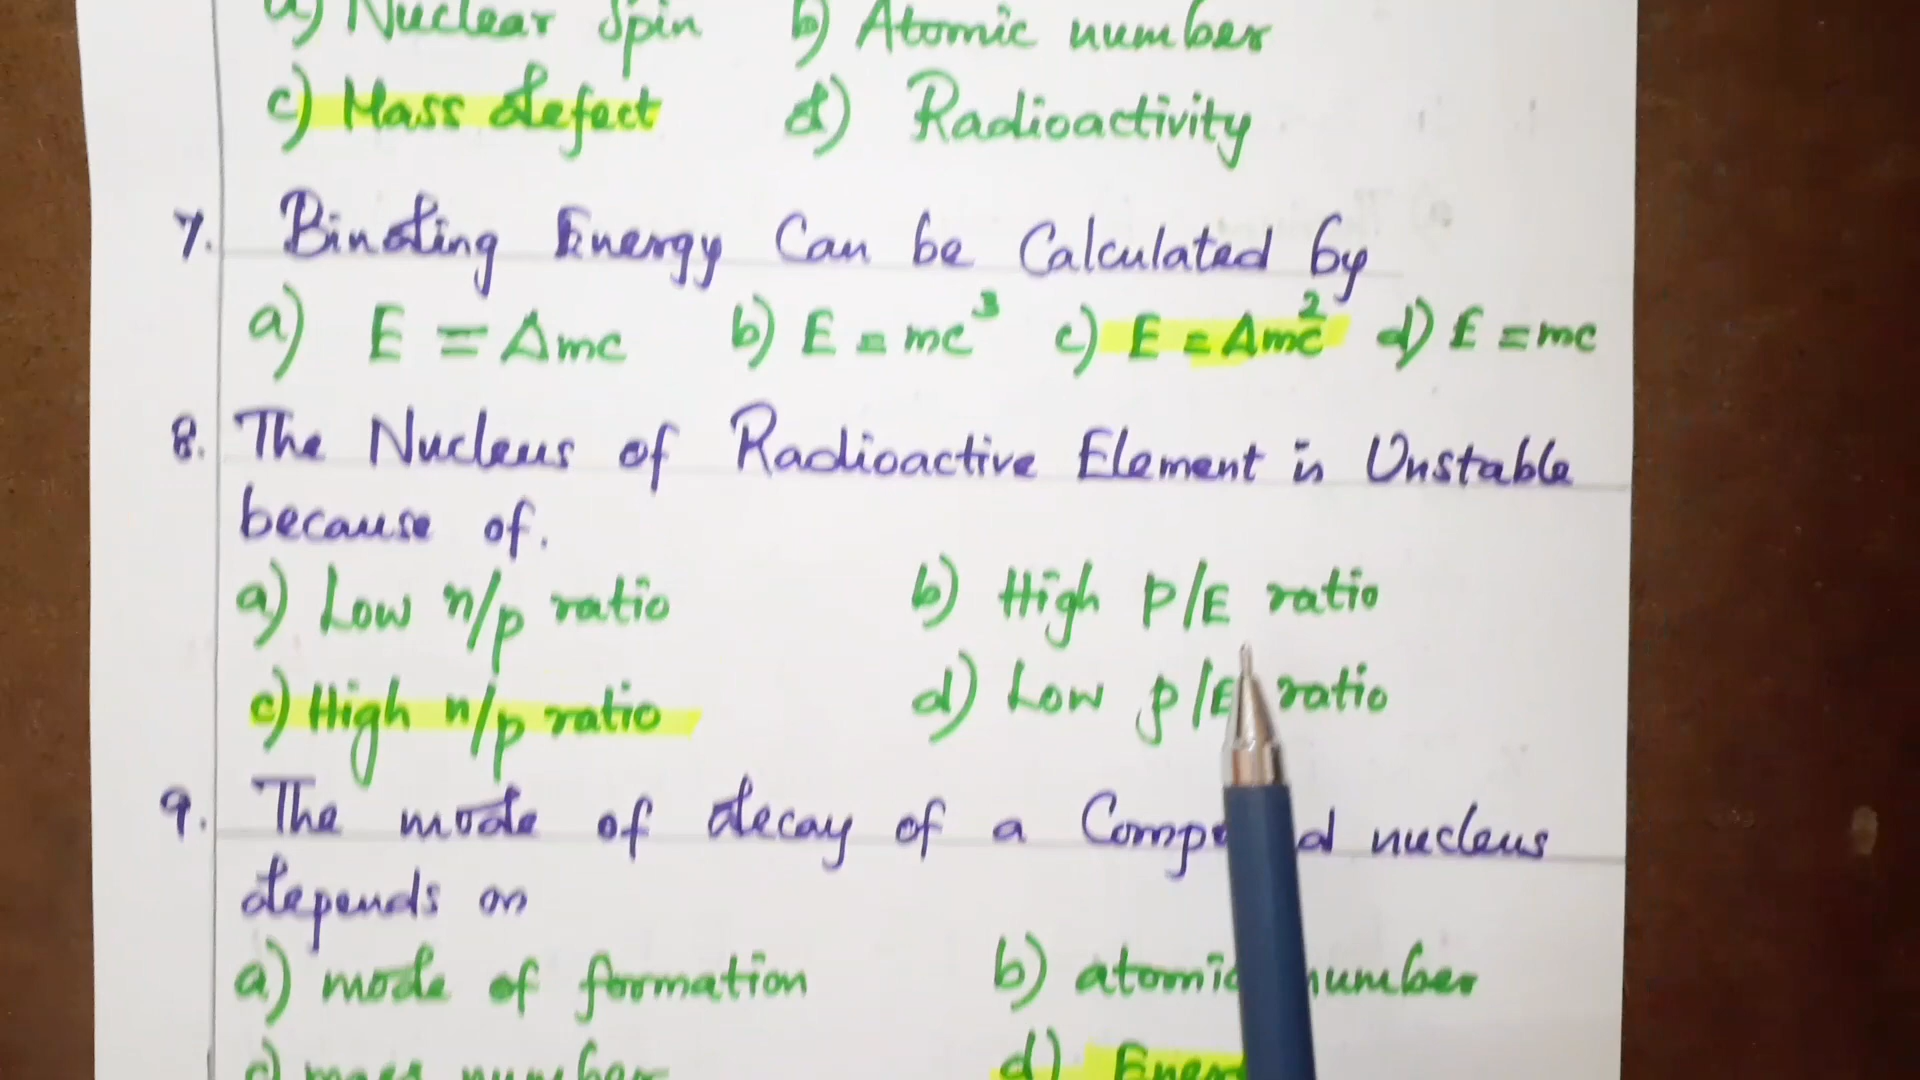 a) Nuclear Spin b) Atomic number
c) Mass defect d) Radioactivity
7. Binding Energy Can be Calculated by
a) E = Δmc b) E = mc³ c) E = Δmc² d) E = mc
8. The Nucleus of Radioactive Element is Unstable
because of.
a) Low n/p ratio b) High P/E ratio
c) High n/p ratio d) Low p/E ratio
9. The mode of decay of a nucleus
depends on
a) mode of formation b) atomic number
c) mass number d)